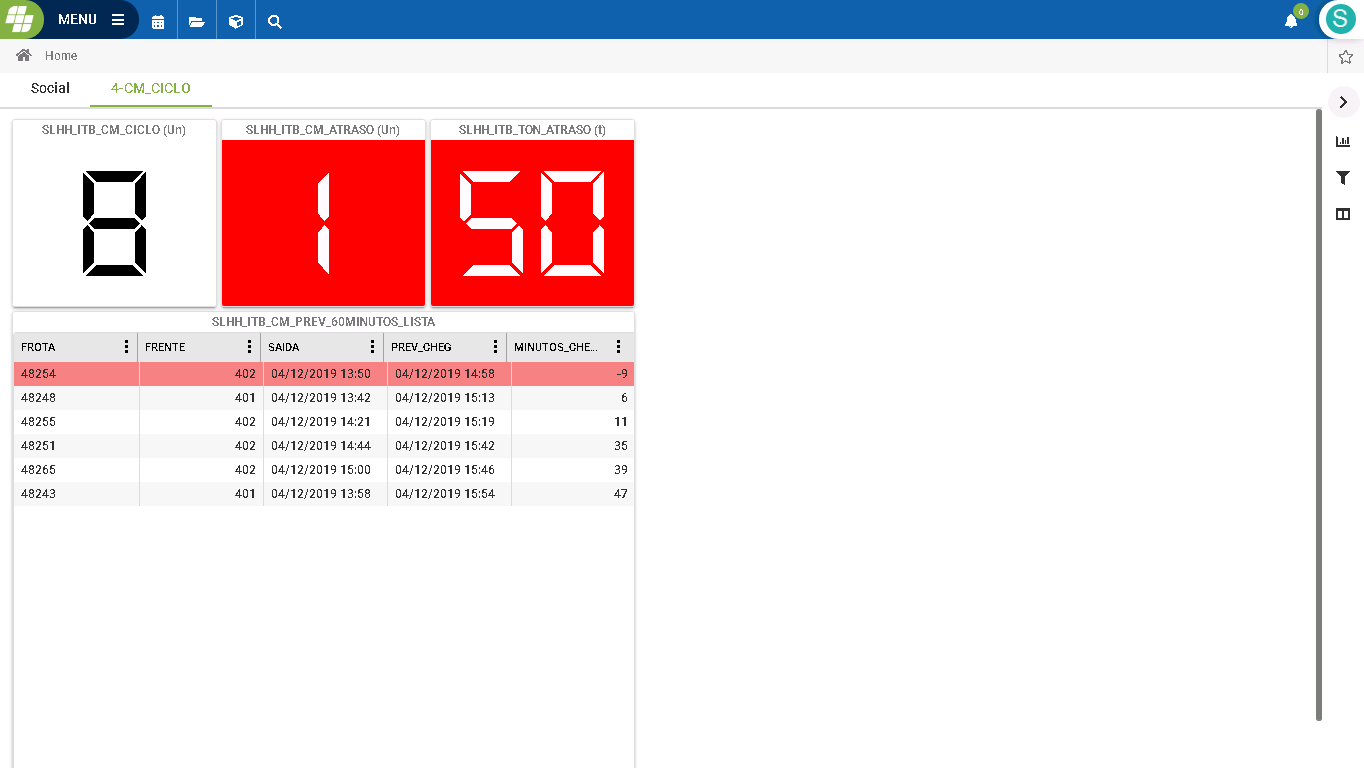 MENU
0
S
Home
Social
4-CM_CICLO
SLHH_ITB_CM_CICLO (Un)
SLHH_ITB_CM_ATRASO (Un)
SLHH_ITB_TON_ATRASO (t)
8
1
50
SLHH_ITB_CM_PREV_60MINUTOS_LISTA
FROTA FRENTE SAIDA PREV_CHEG MINUTOS_CHE...
48254 402 04/12/2019 13:50 04/12/2019 14:58 -9
48248 401 04/12/2019 13:42 04/12/2019 15:13 6
48255 402 04/12/2019 14:21 04/12/2019 15:19 11
48251 402 04/12/2019 14:44 04/12/2019 15:42 35
48265 402 04/12/2019 15:00 04/12/2019 15:46 39
48243 401 04/12/2019 13:58 04/12/2019 15:54 47